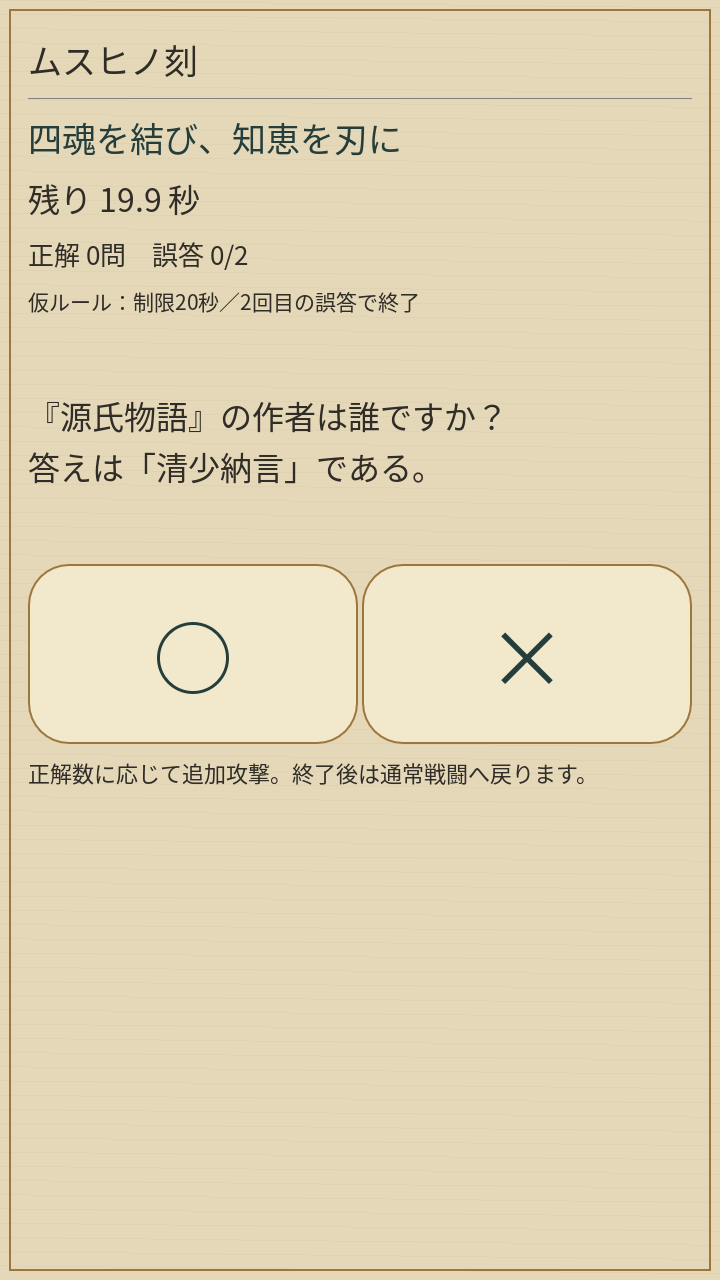 ムスヒノ刻
四魂を結び、知恵を刃に
残り 19.9 秒
正解 0問　誤答 0/2
仮ルール：制限20秒／2回目の誤答で終了
『源氏物語』の作者は誰ですか？
答えは「清少納言」である。
○ ×
正解数に応じて追加攻撃。終了後は通常戦闘へ戻ります。